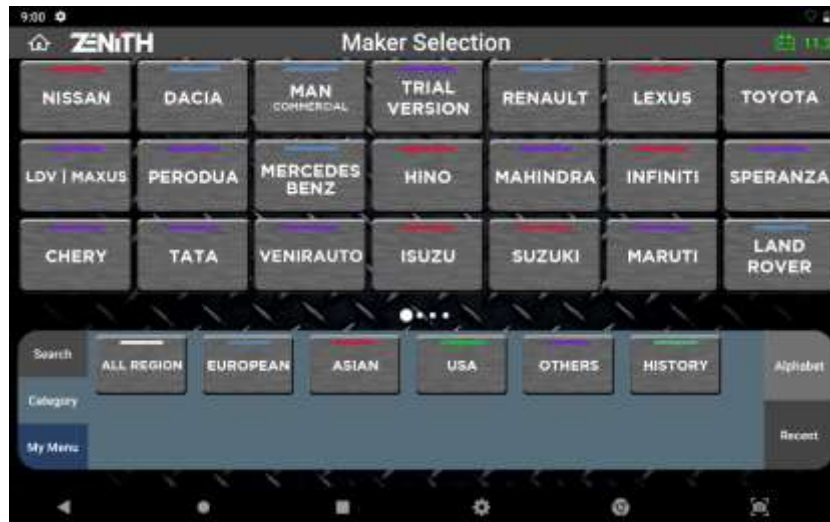 9:00
ZENITH
Maker Selection
NISSAN
DACIA
MAN
COMMERCIAL
TRIAL
VERSION
RENAULT
LEXUS
TOYOTA
LDV | MAXUS
PERODUA
MERCEDES
BENZ
HINO
MAHINDRA
INFINITI
SPERANZA
CHERY
TATA
VENIRAUTO
ISUZU
SUZUKI
MARUTI
LAND
ROVER
Search
ALL REGION
EUROPEAN
ASIAN
USA
OTHERS
HISTORY
Alphabet
Category
My Menu
Recent